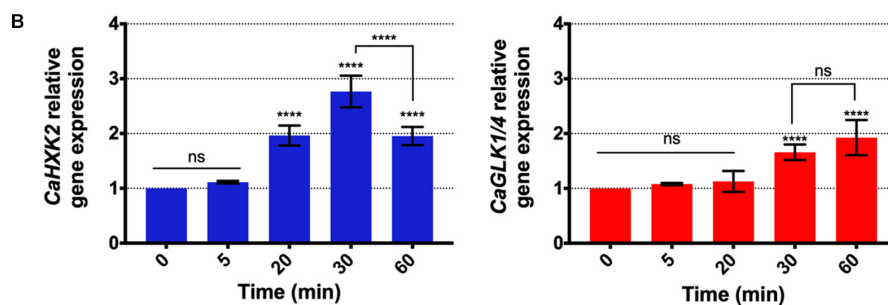 B
CaHXK2 relative
gene expression
4
3
2
1
0
ns
****
****
****
****
0
5
20
30
60
Time (min)
CaGLK1/4 relative
gene expression
4
3
2
1
0
ns
****
ns
****
0
5
20
30
60
Time (min)